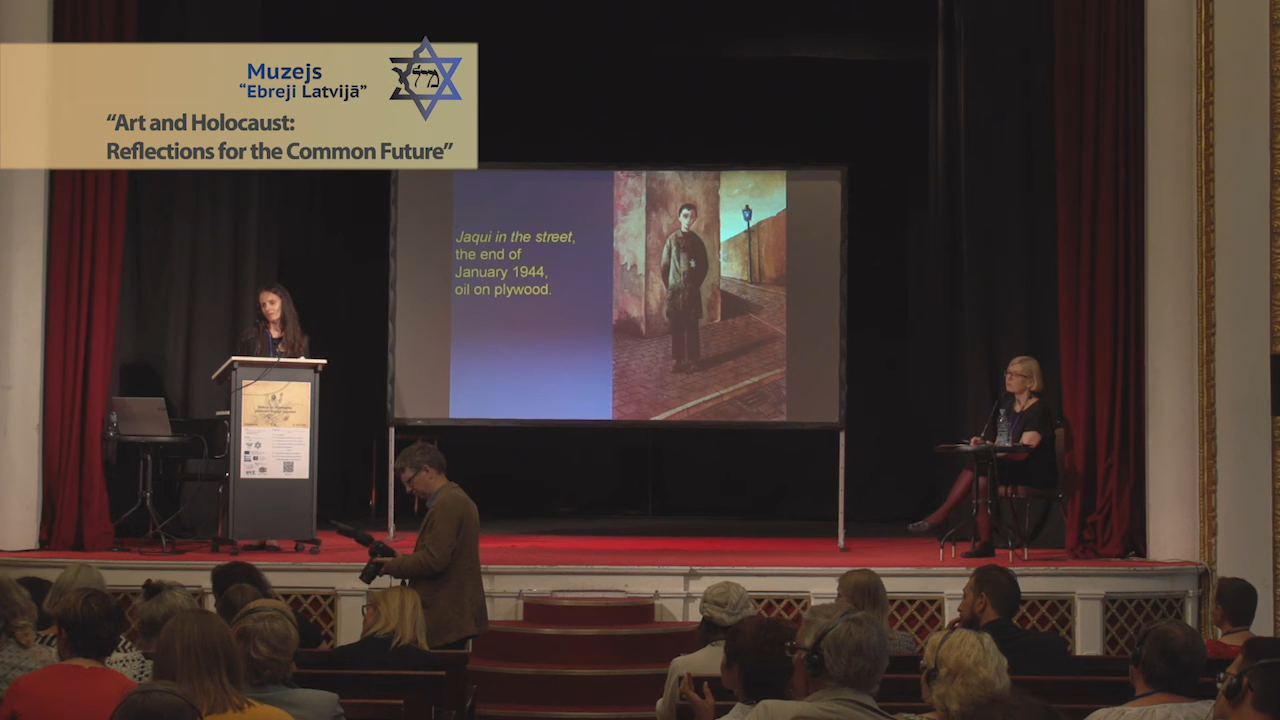 Muzejs
“Ebreji Latvijā”
“Art and Holocaust:
Reflections for the Common Future”
Jaqui in the street,
the end of
January 1944,
oil on plywood.